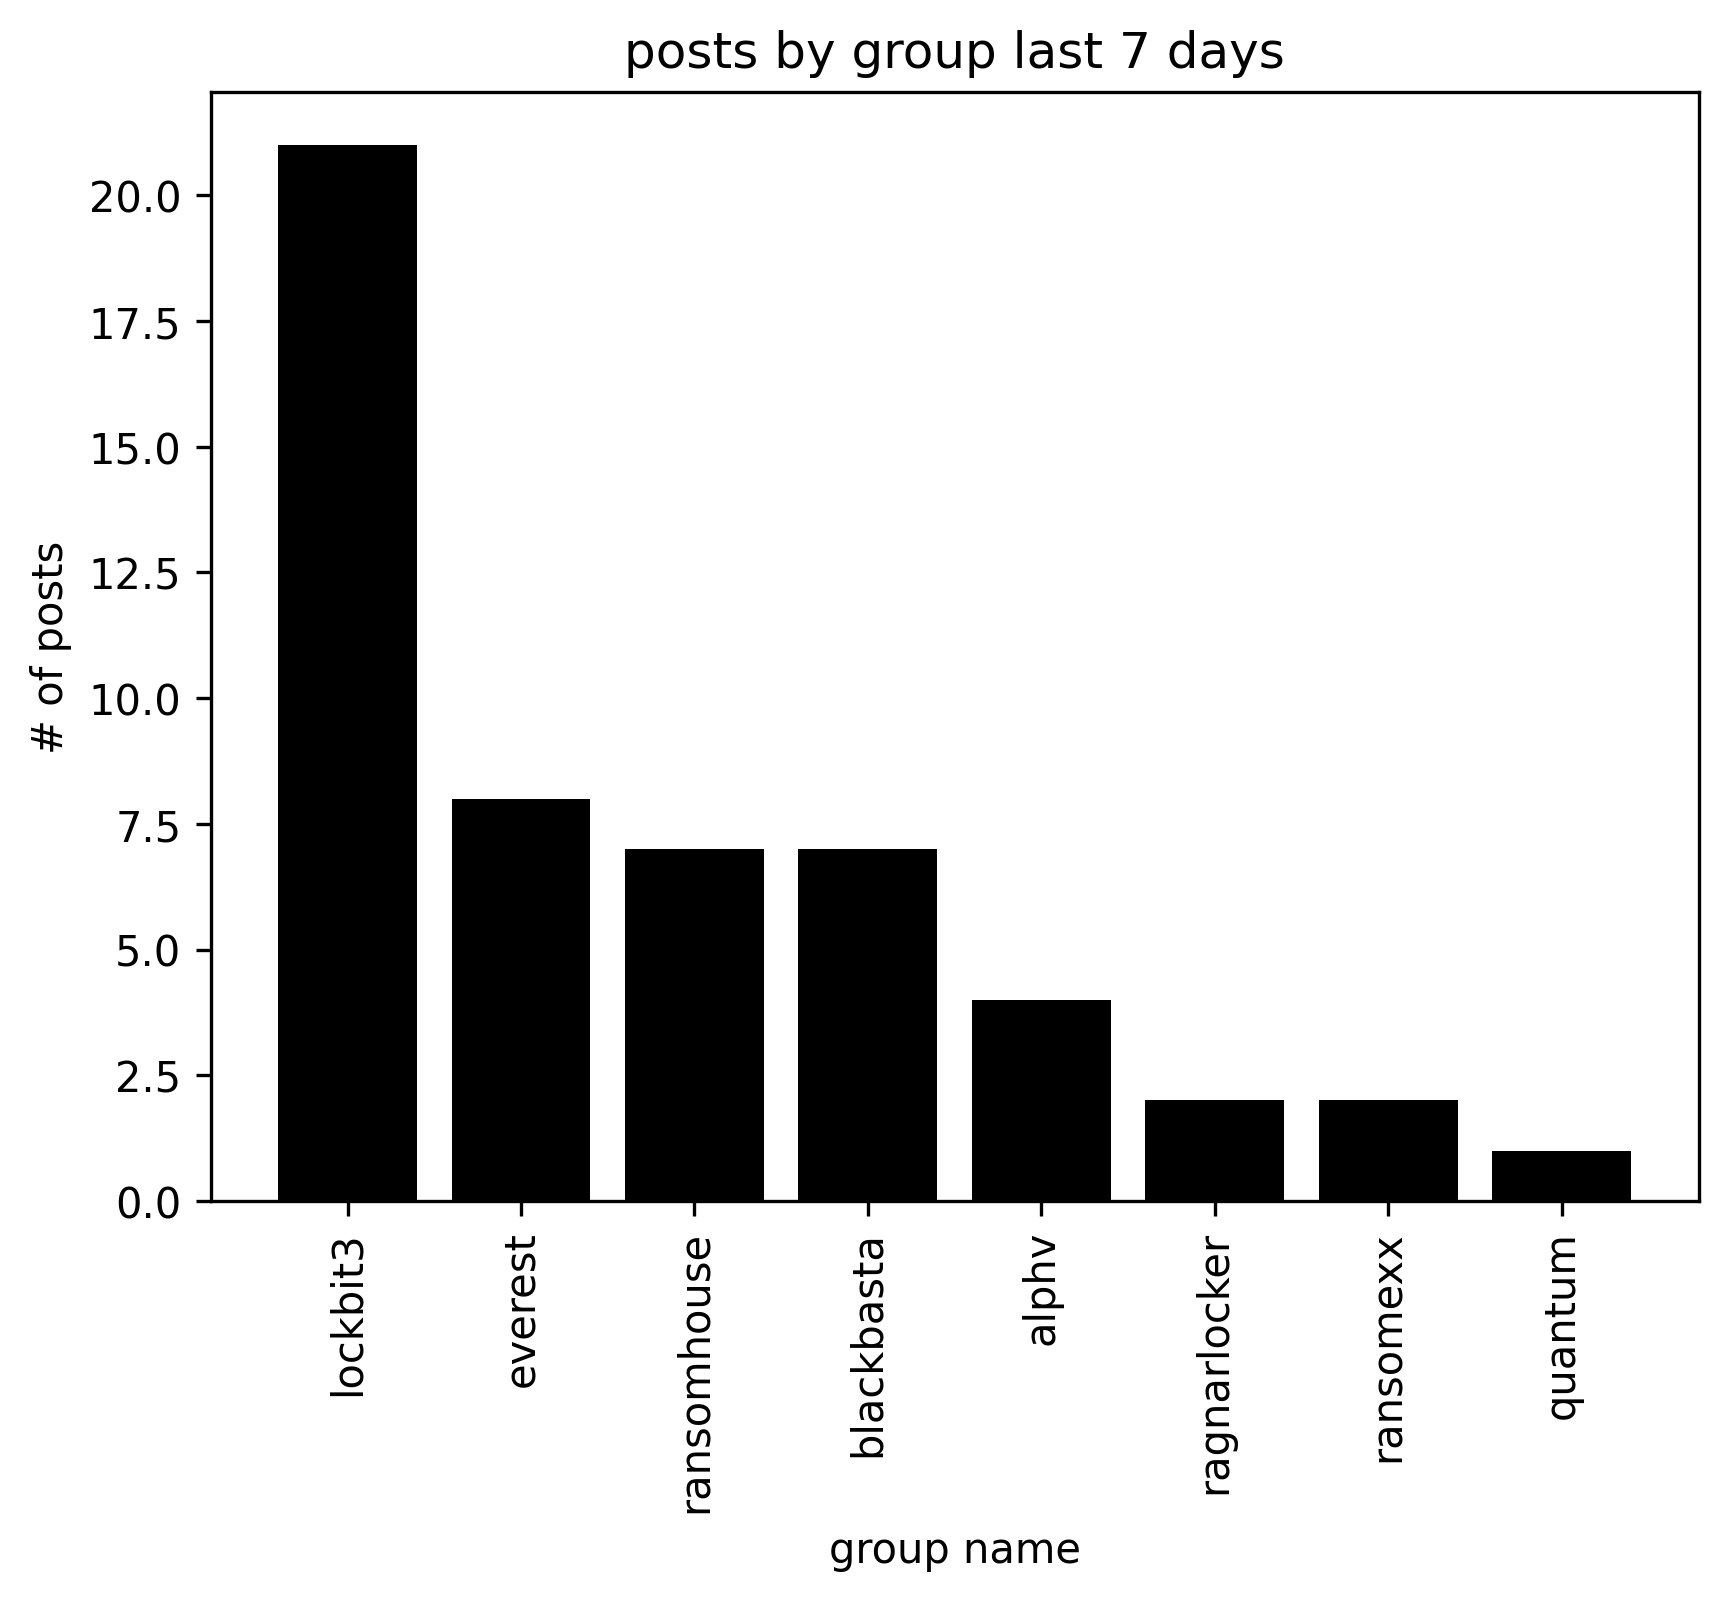 posts by group last 7 days
# of posts
20.0
17.5
15.0
12.5
10.0
7.5
5.0
2.5
0.0
lockbit3
everest
ransomhouse
blackbasta
alphv
ragnarlocker
ransomexx
quantum
group name